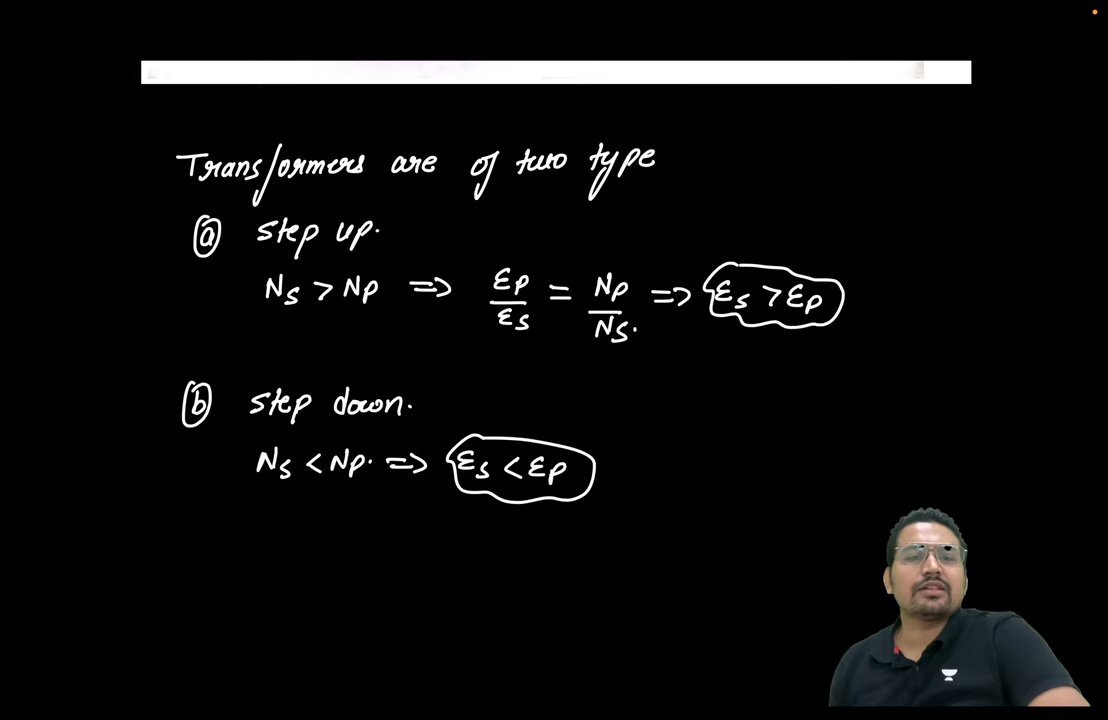 Transformers are of two type
ⓐ step up.
Ns > Np => εp/εs = Np/Ns. => εs > εp
ⓑ step down.
Ns < Np. => εs < εp